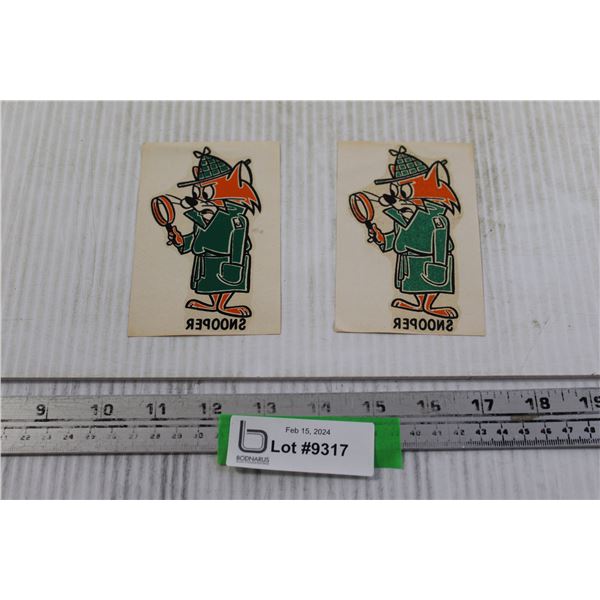 SNOOPER SNOOPER
9 10 11 12 13 14 15 16 17 18 19
Feb 15, 2024
Lot #9317
BODNARUS